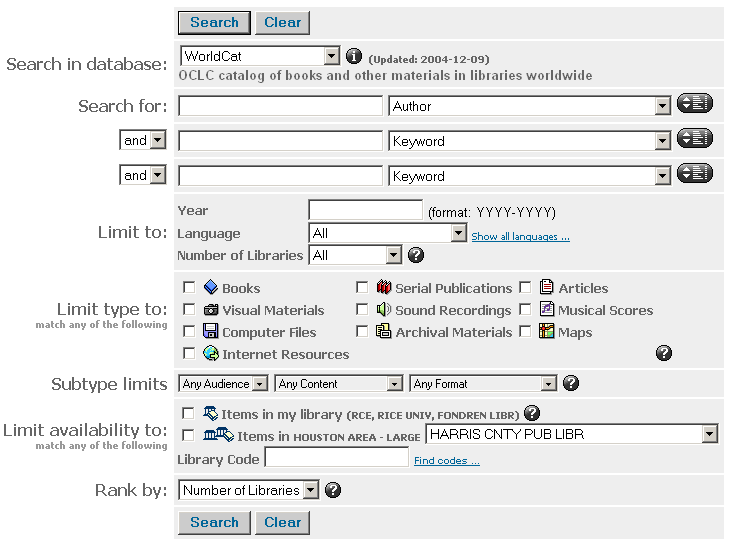 Search Clear
Search in database: WorldCat (Updated: 2004-12-09)
OCLC catalog of books and other materials in libraries worldwide
Search for: Author
and Keyword
and Keyword
Year (format: YYYY-YYYY)
Limit to: Language All Show all languages ...
Number of Libraries All ?
Books Serial Publications Articles
Limit type to: Visual Materials Sound Recordings Musical Scores
match any of the following
Computer Files Archival Materials Maps
Internet Resources ?
Subtype limits Any Audience Any Content Any Format ?
Items in my library (RCE, RICE UNIV, FONDREN LIBR) ?
Limit availability to: Items in HOUSTON AREA - LARGE HARRIS CNTY PUB LIBR
match any of the following
Library Code Find codes ...
Rank by: Number of Libraries ?
Search Clear